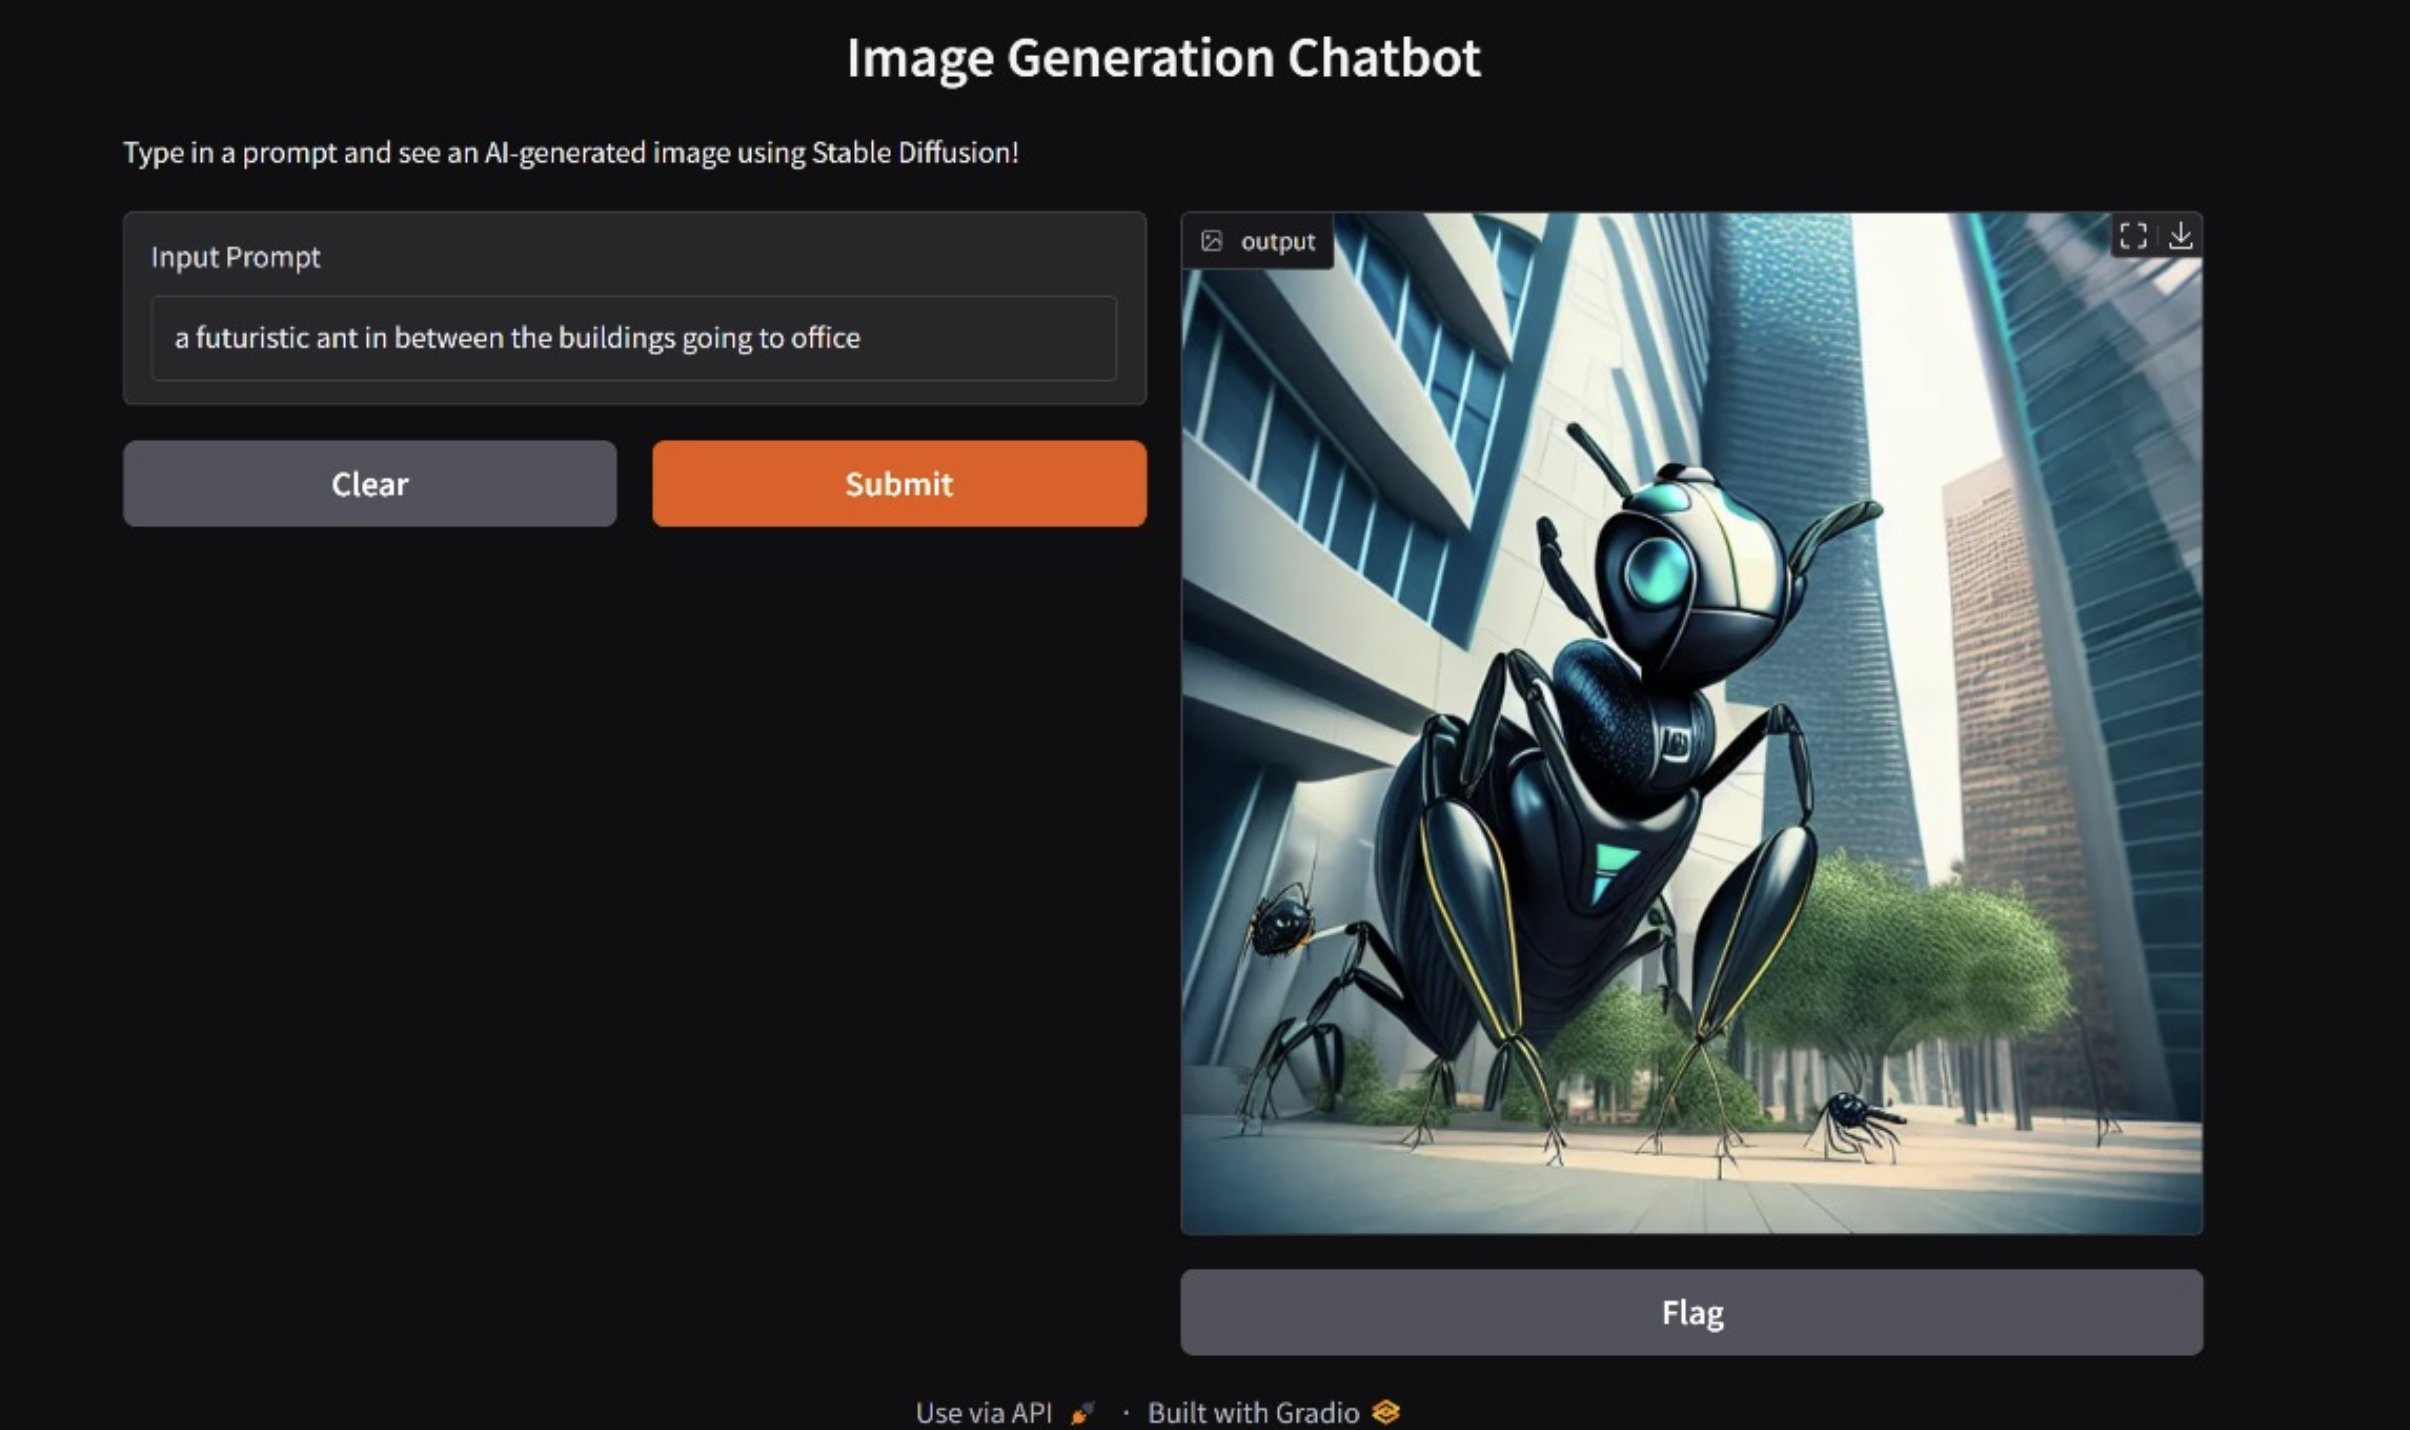 Image Generation Chatbot
Type in a prompt and see an AI-generated image using Stable Diffusion!
Input Prompt
a futuristic ant in between the buildings going to office
Clear
Submit
output
Flag
Use via API · Built with Gradio